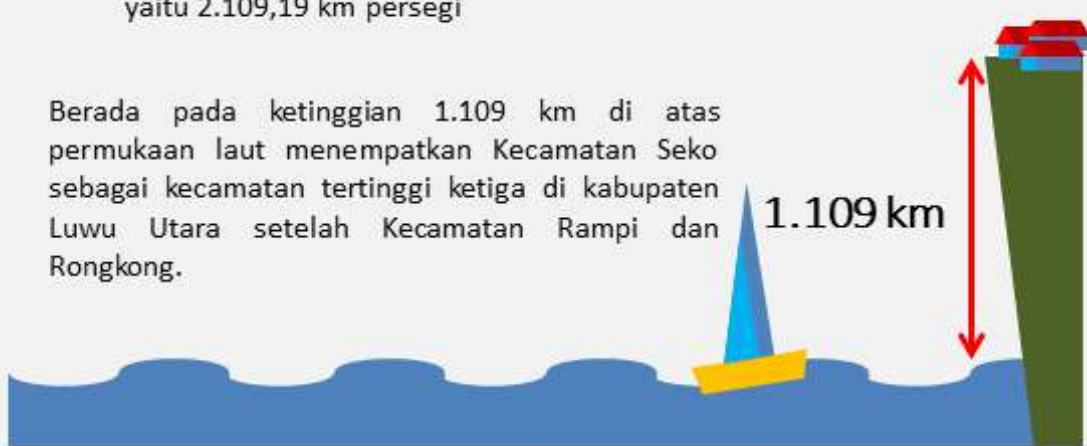 yaitu 2.109,19 km persegi
Berada pada ketinggian 1.109 km di atas
permukaan laut menempatkan Kecamatan Seko
sebagai kecamatan tertinggi ketiga di kabupaten
Luwu Utara setelah Kecamatan Rampi dan
Rongkong.
1.109 km